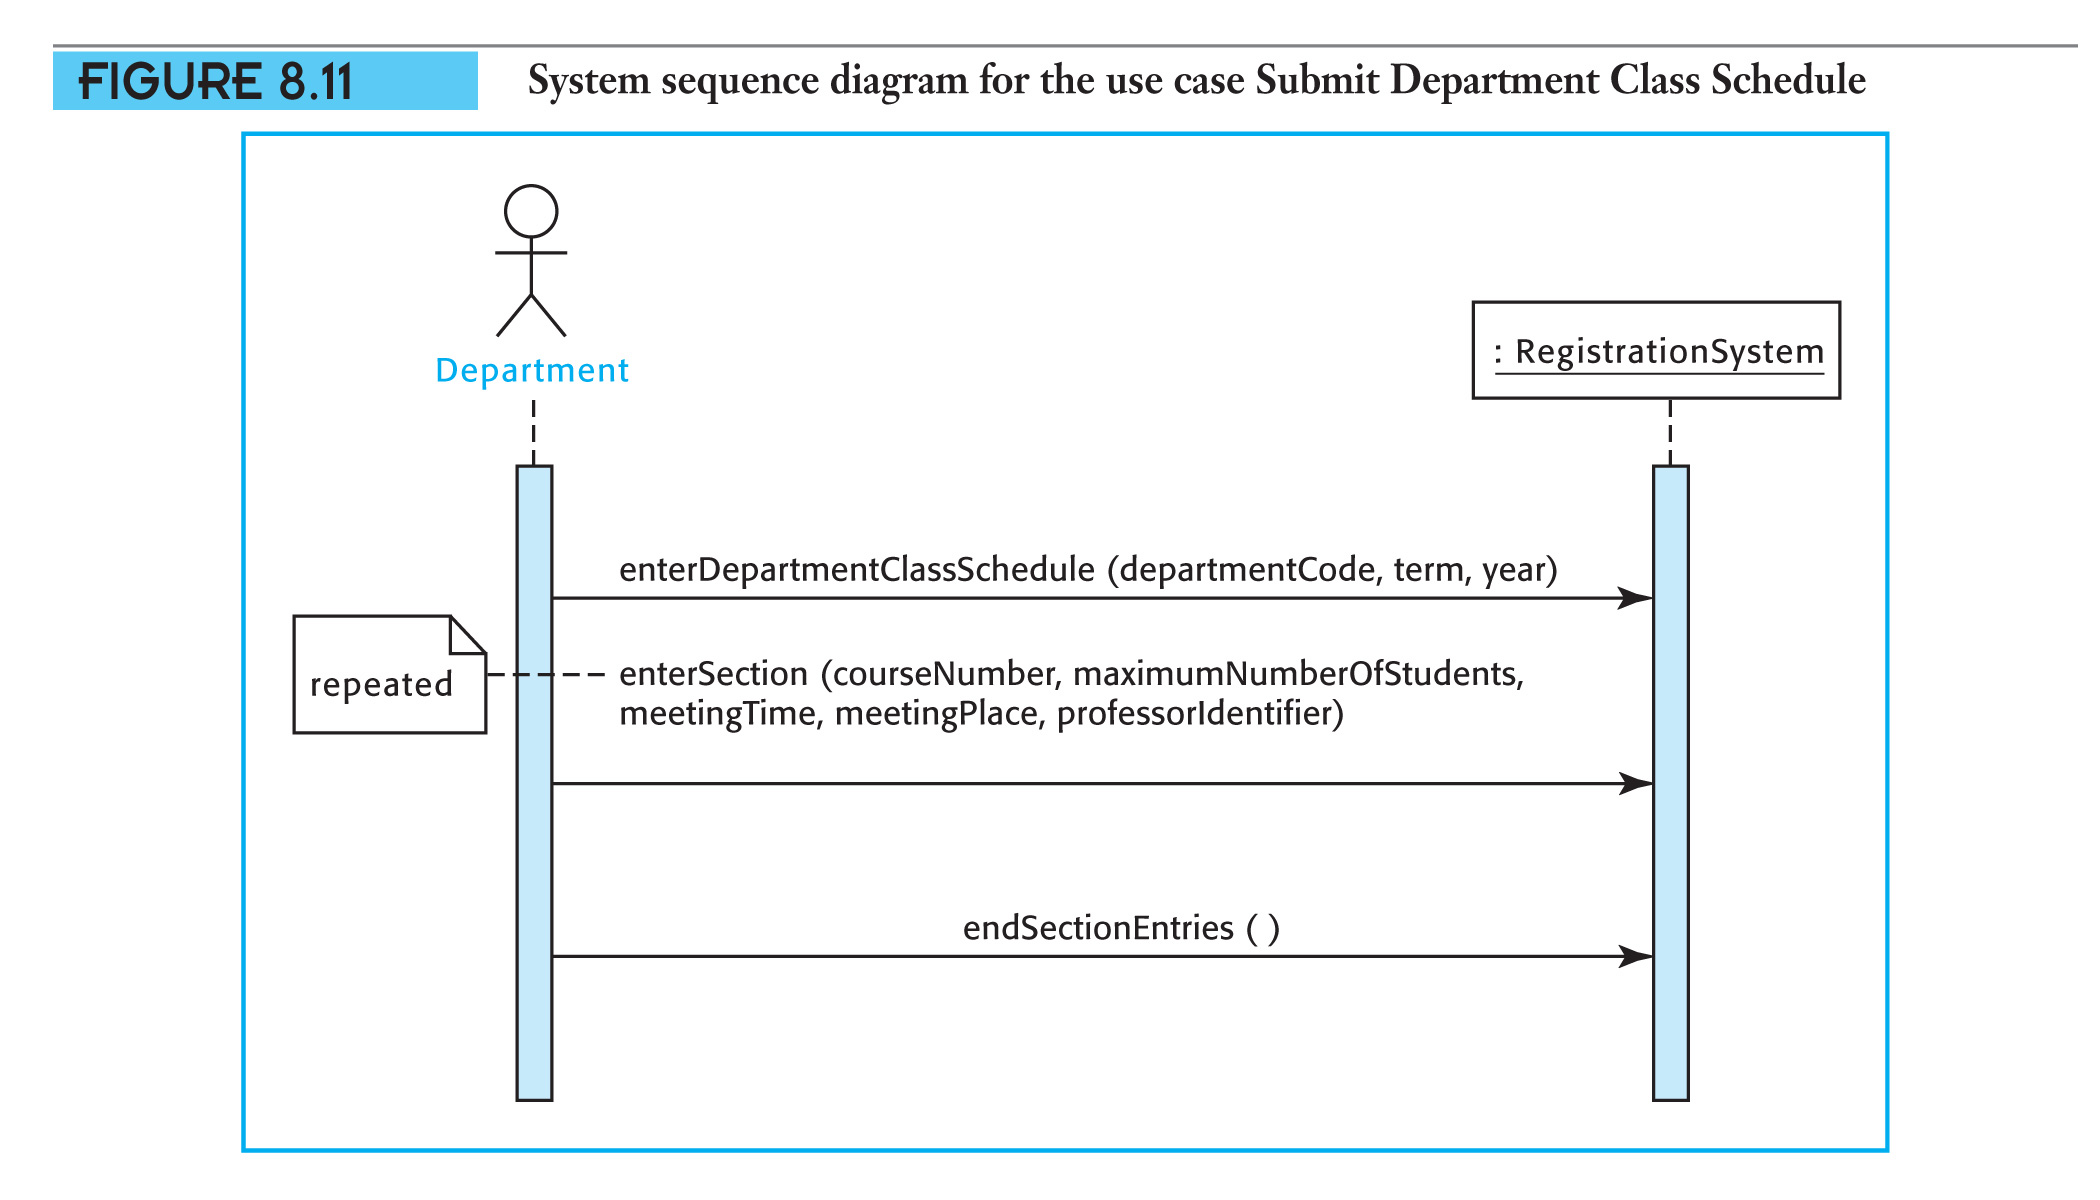 FIGURE 8.11
System sequence diagram for the use case Submit Department Class Schedule
Department
: RegistrationSystem
enterDepartmentClassSchedule (departmentCode, term, year)
repeated
enterSection (courseNumber, maximumNumberOfStudents,
meetingTime, meetingPlace, professorIdentifier)
endSectionEntries ( )